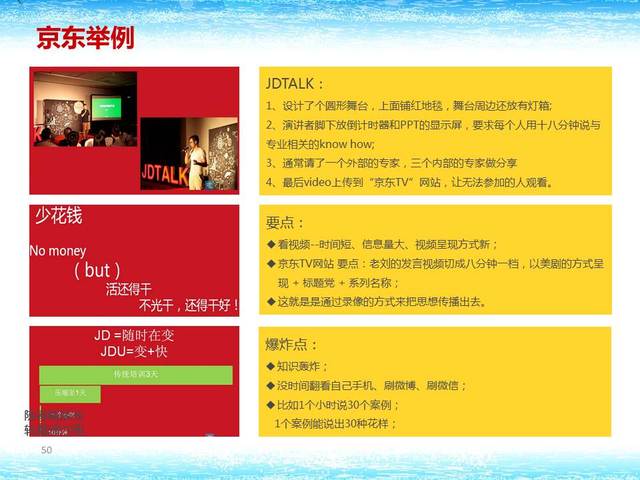 京东举例
JDTALK
JDTALK：
1、设计了个圆形舞台，上面铺红地毯，舞台周边还放有灯箱;
2、演讲者脚下放倒计时器和PPT的显示屏，要求每个人用十八分钟说与
专业相关的know how;
3、通常请了一个外部的专家，三个内部的专家做分享
4、最后video上传到“京东TV”网站，让无法参加的人观看。
少花钱
No money
（but）
活还得干
不光干，还得干好！
要点：
◆看视频--时间短、信息量大、视频呈现方式新；
◆京东TV网站 要点：老刘的发言视频切成八分钟一档，以美剧的方式呈
现 + 标题党 + 系列名称；
◆这就是是通过录像的方式来把思想传播出去。
JD =随时在变
JDU=变+快
传统培训3天
压缩至1天
爆炸点：
◆知识轰炸；
◆没时间翻看自己手机、刷微博、刷微信；
◆比如1个小时说30个案例；
1个案例能说出30种花样；
50